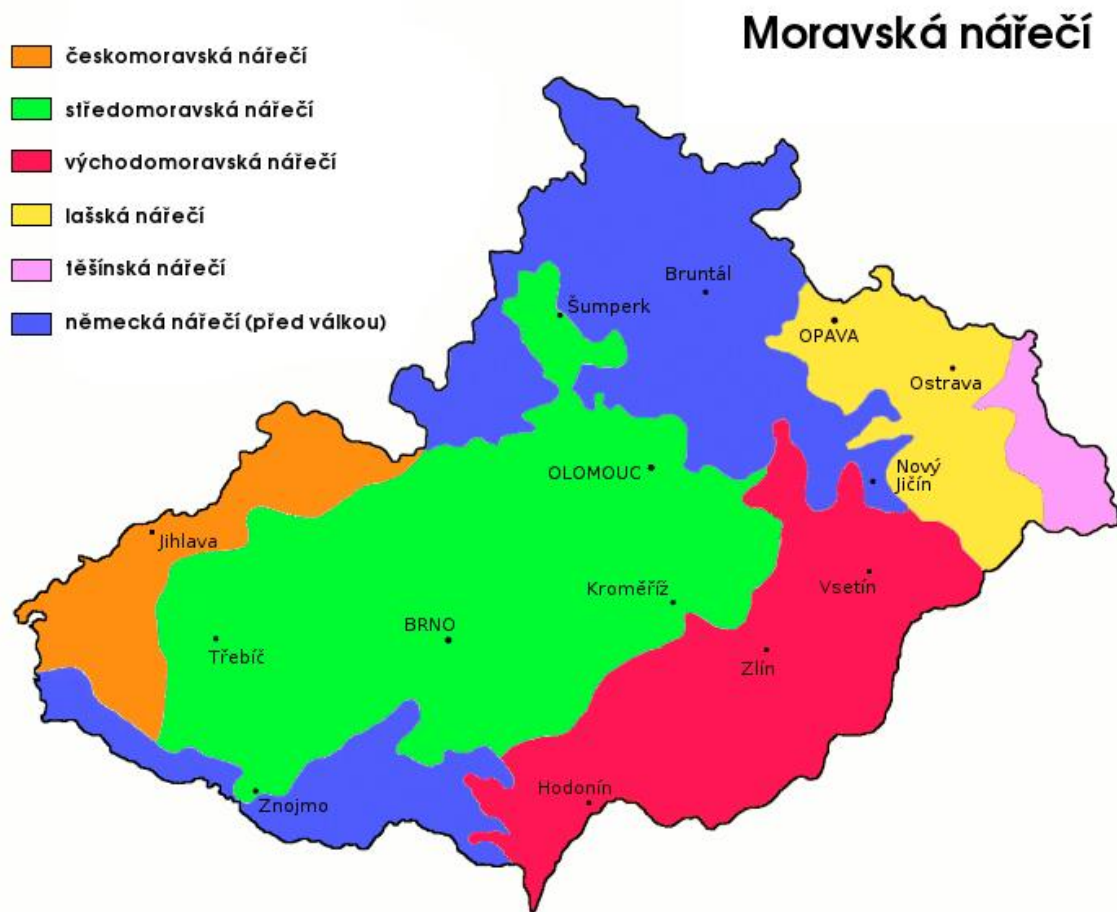 Moravská nářečí
českomoravská nářečí
středomoravská nářečí
východomoravská nářečí
lašská nářečí
těšínská nářečí
německá nářečí (před válkou)
Bruntál
Šumperk
OPAVA
Ostrava
OLOMOUC
Nový
Jičín
Jihlava
Vsetín
Kroměříž
BRNO
Třebíč
Zlín
Hodonín
Znojmo